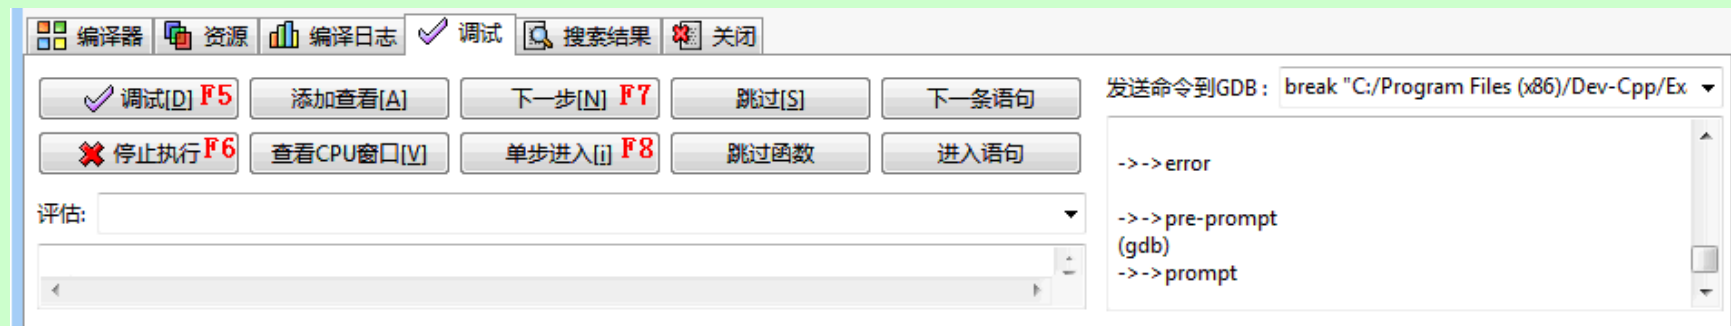 编译器 资源 编译日志 调试 搜索结果 关闭
调试[D] F5 添加查看[A] 下一步[N] F7 跳过[S] 下一条语句
停止执行 F6 查看CPU窗口[V] 单步进入[i] F8 跳过函数 进入语句
评估:
发送命令到GDB: break "C:/Program Files (x86)/Dev-Cpp/Ex
->->error
->->pre-prompt
(gdb)
->->prompt